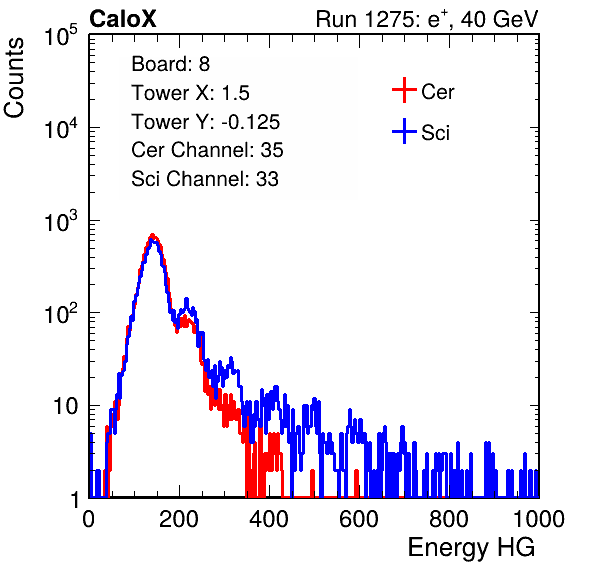 CaloX Run 1275: e⁺, 40 GeV
Counts
Board: 8
Tower X: 1.5
Tower Y: -0.125
Cer Channel: 35
Sci Channel: 33
Cer
Sci
10⁵
10⁴
10³
10²
10
1
0 200 400 600 800 1000
Energy HG